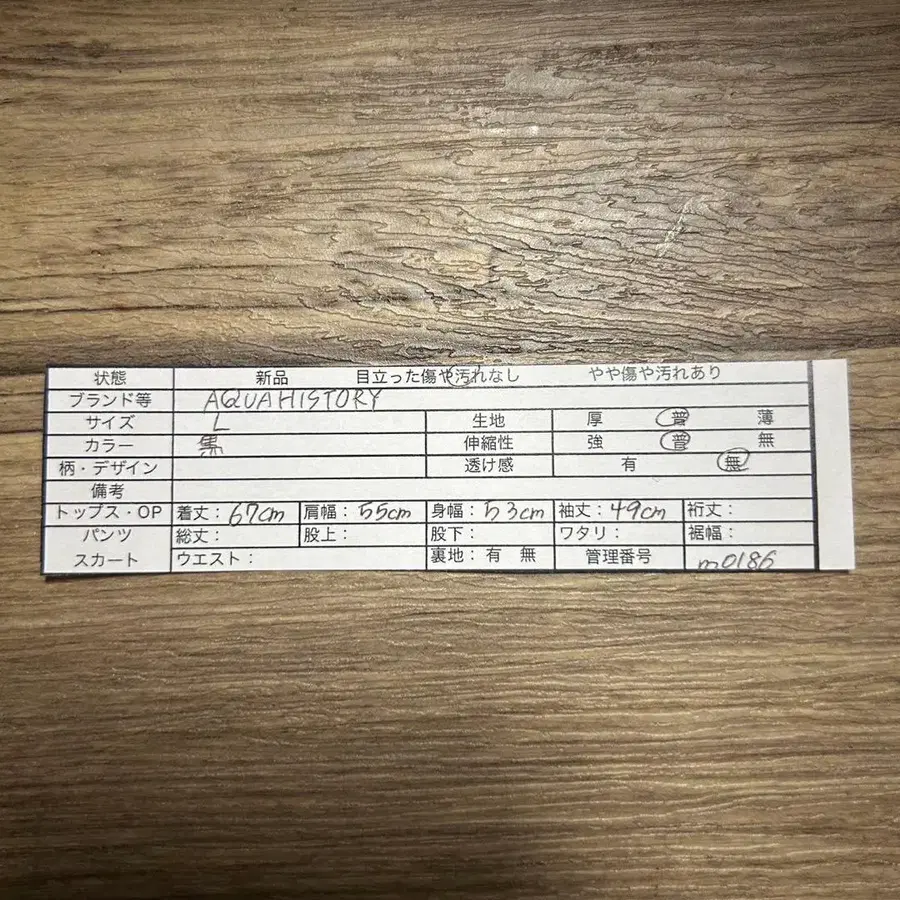 状態 新品 目立った傷や汚れなし やや傷や汚れあり
ブランド等 AQUAHISTORY
サイズ L 生地 厚 普 薄
カラー 黒 伸縮性 強 普 無
柄・デザイン 透け感 有 無
備考
トップス・OP 着丈：67cm 肩幅：55cm 身幅：53cm 袖丈：49cm 裄丈：
パンツ 総丈： 股上： 股下： ワタリ： 裾幅：
スカート ウエスト： 裏地：有 無 管理番号 m0186